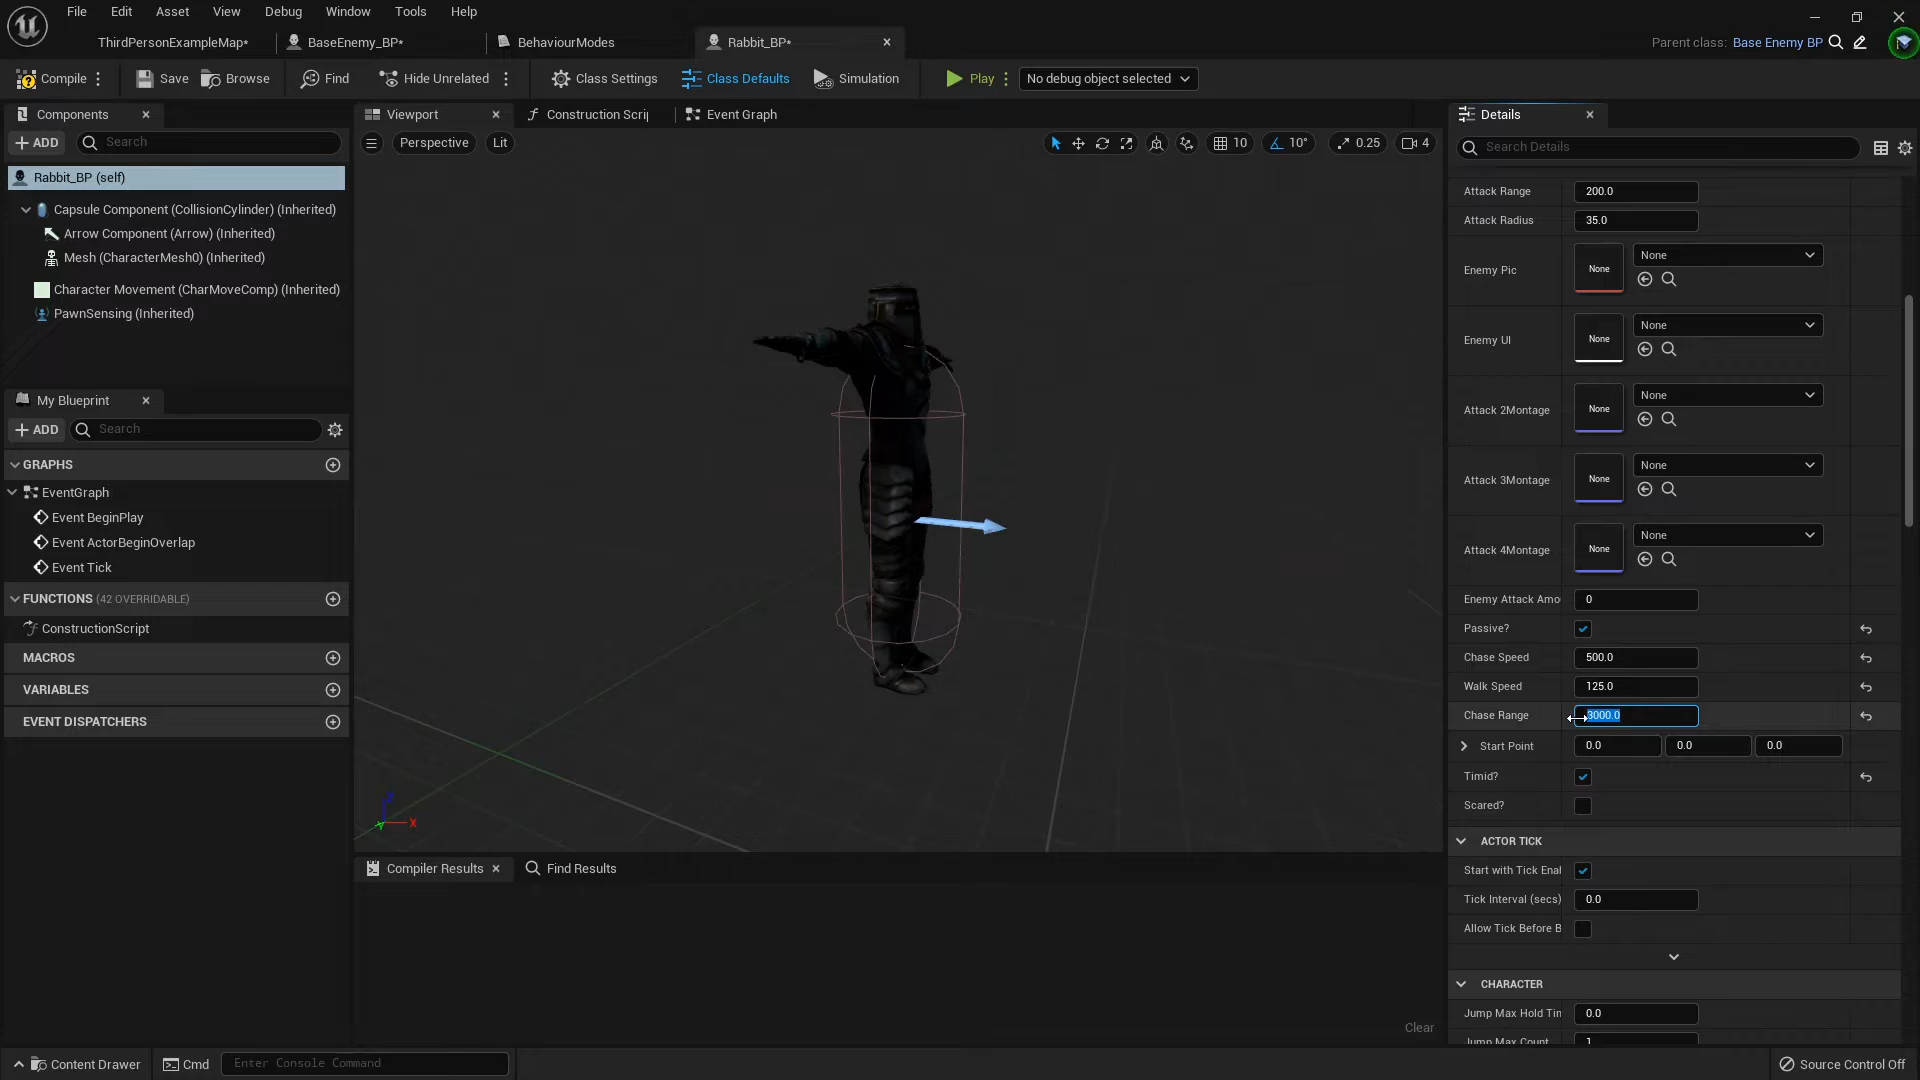 File Edit Asset View Debug Window Tools Help
ThirdPersonExampleMap* BaseEnemy_BP* BehaviourModes Rabbit_BP* Parent class: Base Enemy BP
Compile Save Browse Find Hide Unrelated Class Settings Class Defaults Simulation Play No debug object selected
Components
ADD Search
Rabbit_BP (self)
Capsule Component (CollisionCylinder) (Inherited)
Arrow Component (Arrow) (Inherited)
Mesh (CharacterMesh0) (Inherited)
Character Movement (CharMoveComp) (Inherited)
PawnSensing (Inherited)
My Blueprint
ADD Search
GRAPHS
EventGraph
Event BeginPlay
Event ActorBeginOverlap
Event Tick
FUNCTIONS (42 OVERRIDABLE)
ConstructionScript
MACROS
VARIABLES
EVENT DISPATCHERS
Viewport Construction Scri Event Graph
Perspective Lit 10 10° 0.25 4
Z
Y X
Compiler Results Find Results
Clear
Details
Search Details
Attack Range 200.0
Attack Radius 35.0
Enemy Pic None None
Enemy UI None None
Attack 2Montage None None
Attack 3Montage None None
Attack 4Montage None None
Enemy Attack Amo 0
Passive?
Chase Speed 500.0
Walk Speed 125.0
Chase Range 3000.0
Start Point 0.0 0.0 0.0
Timid?
Scared?
ACTOR TICK
Start with Tick Enal
Tick Interval (secs) 0.0
Allow Tick Before B
CHARACTER
Jump Max Hold Tin 0.0
Jump Max Count 1
Content Drawer Cmd Enter Console Command Source Control Off